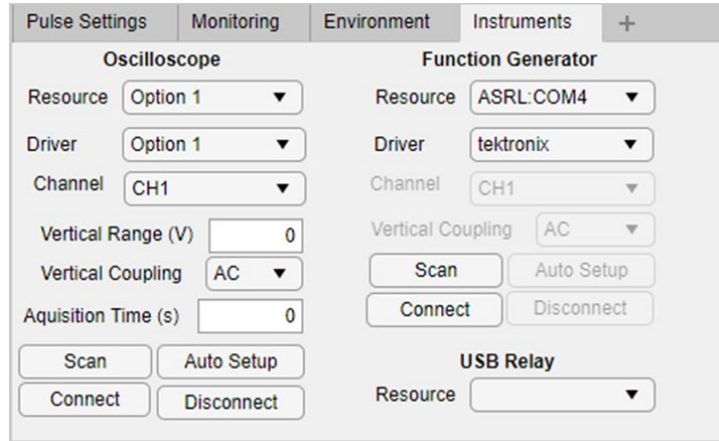 Pulse Settings Monitoring Environment Instruments +
Oscilloscope
Resource Option 1
Driver Option 1
Channel CH1
Vertical Range (V) 0
Vertical Coupling AC
Aquisition Time (s) 0
Scan Auto Setup
Connect Disconnect
Function Generator
Resource ASRL:COM4
Driver tektronix
Channel CH1
Vertical Coupling AC
Scan Auto Setup
Connect Disconnect
USB Relay
Resource